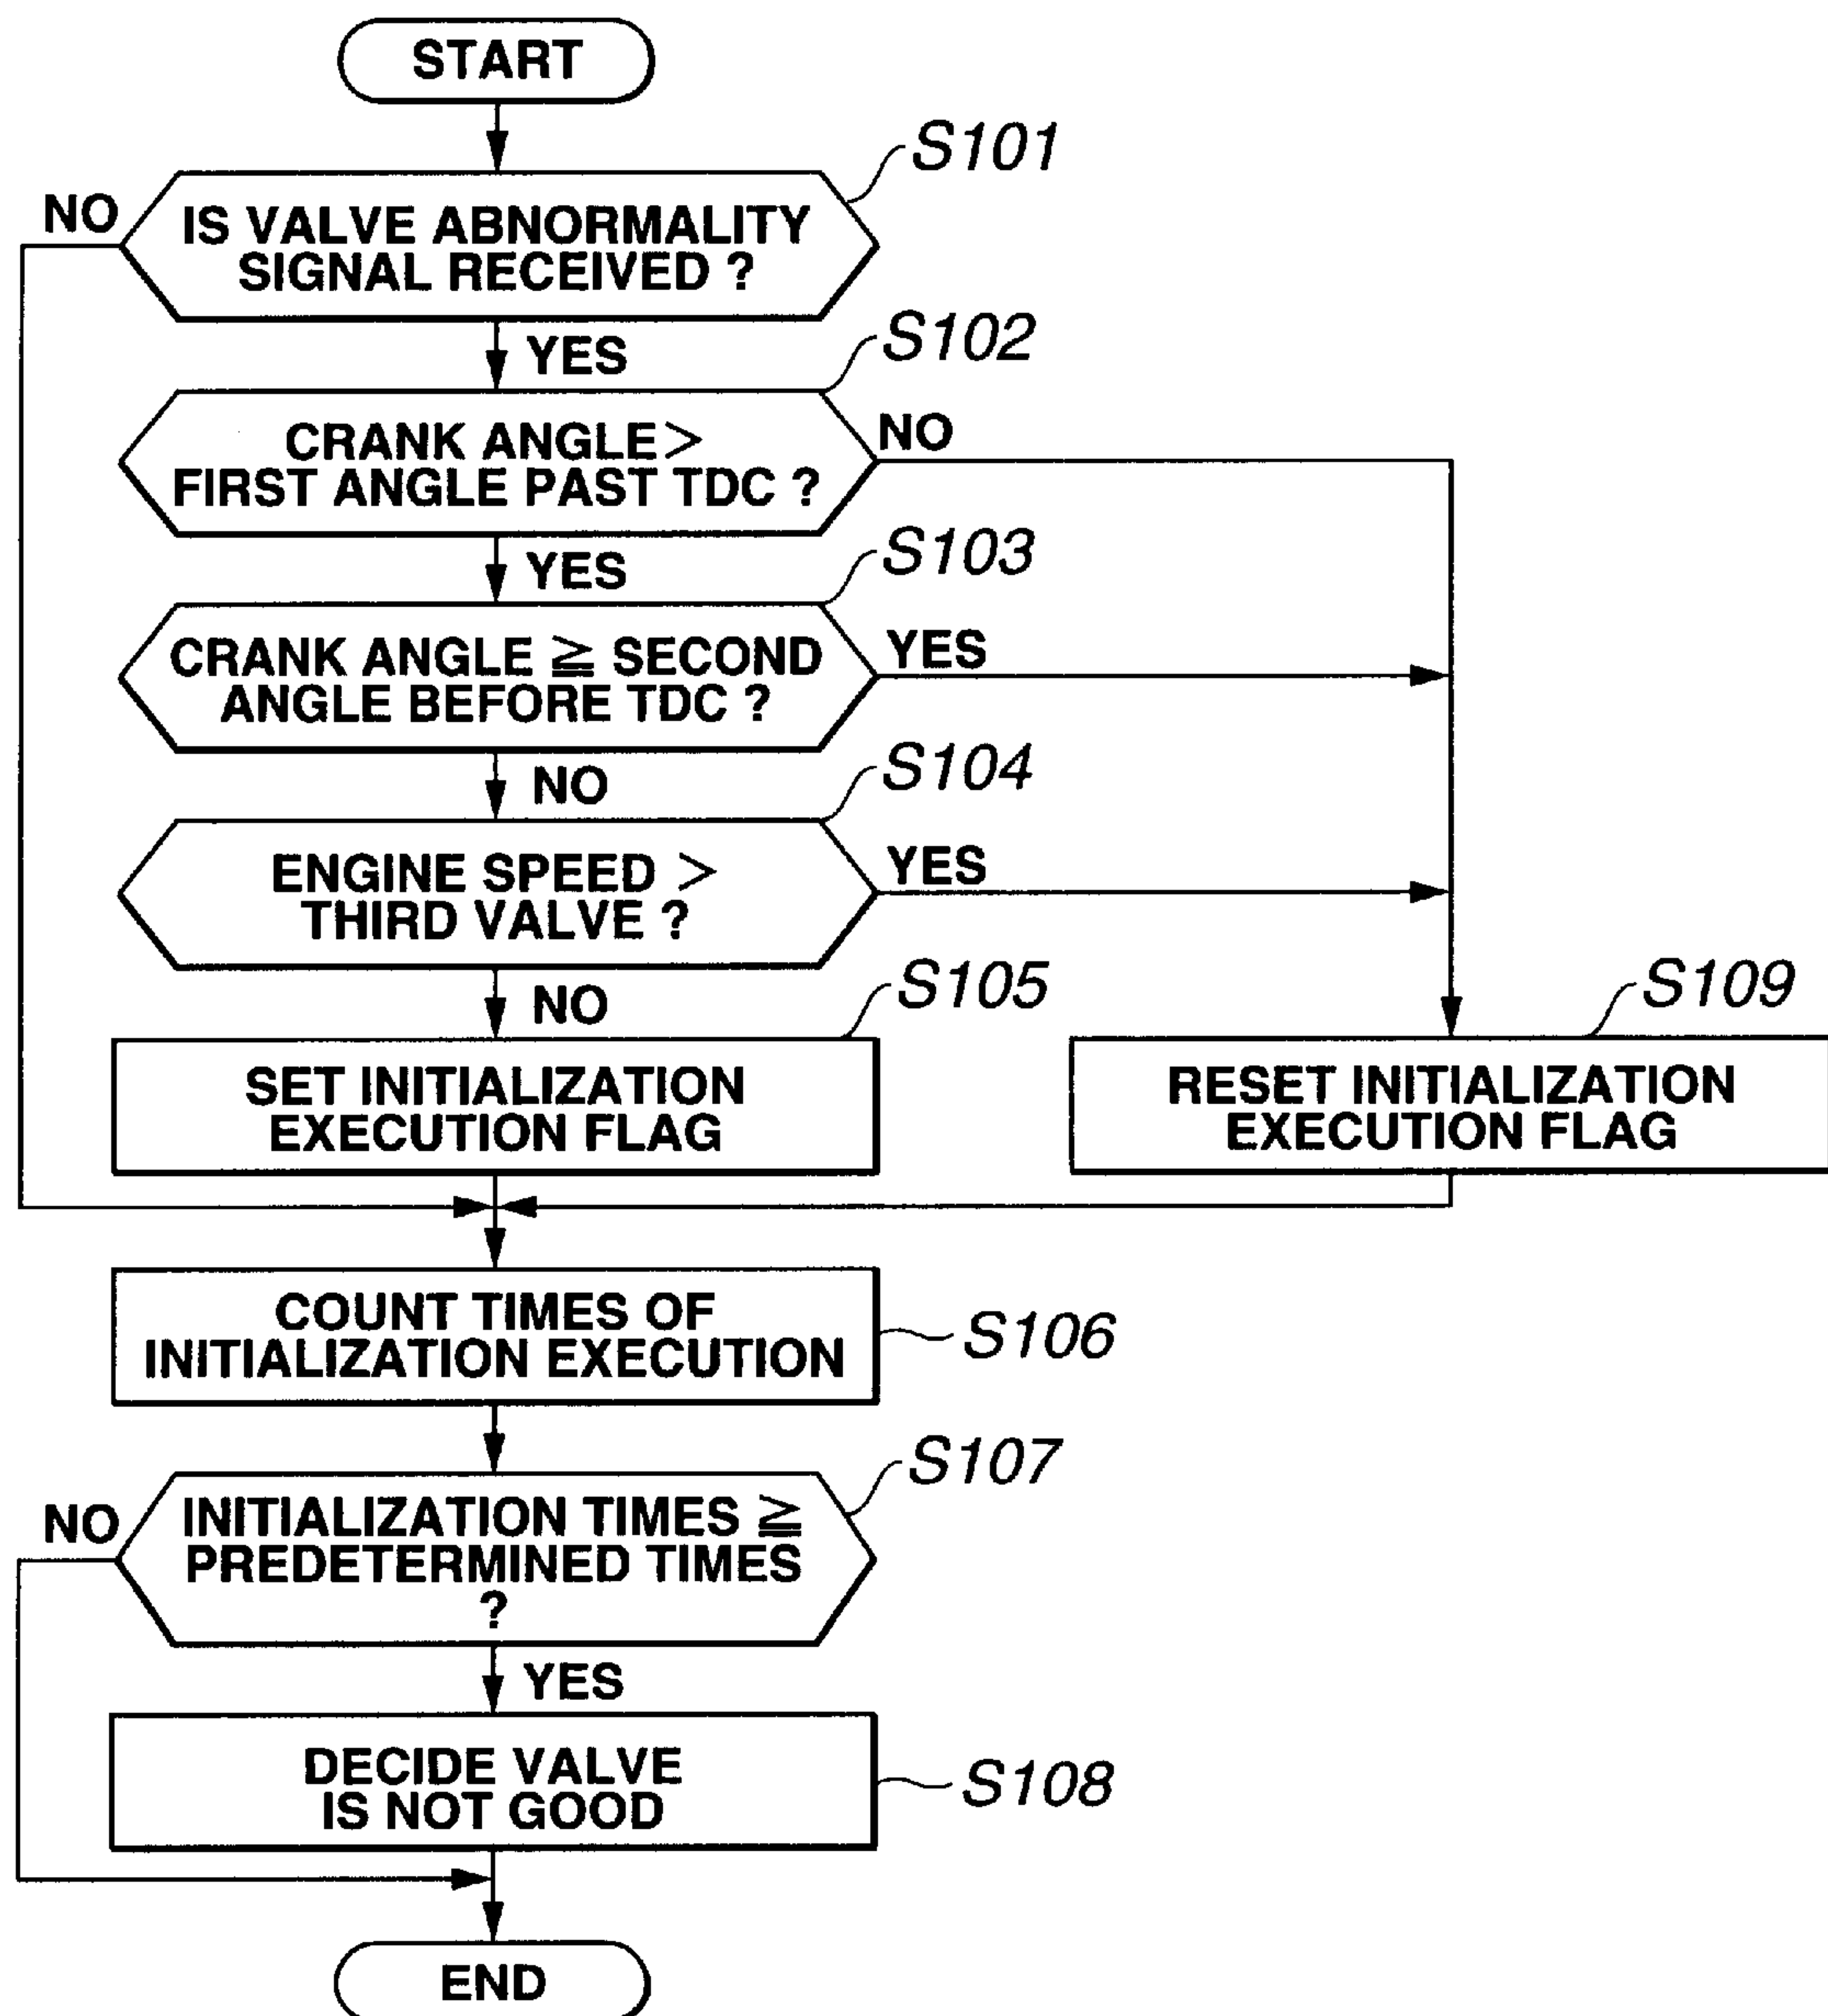 START
S101
NO
IS VALVE ABNORMALITY
SIGNAL RECEIVED ?
YES
S102
CRANK ANGLE >
FIRST ANGLE PAST TDC ?
NO
YES
S103
CRANK ANGLE ≧ SECOND
ANGLE BEFORE TDC ?
YES
NO
S104
ENGINE SPEED >
THIRD VALVE ?
YES
NO
S105
S109
SET INITIALIZATION
EXECUTION FLAG
RESET INITIALIZATION
EXECUTION FLAG
COUNT TIMES OF
INITIALIZATION EXECUTION
S106
S107
NO
INITIALIZATION TIMES ≧
PREDETERMINED TIMES
?
YES
DECIDE VALVE
IS NOT GOOD
S108
END